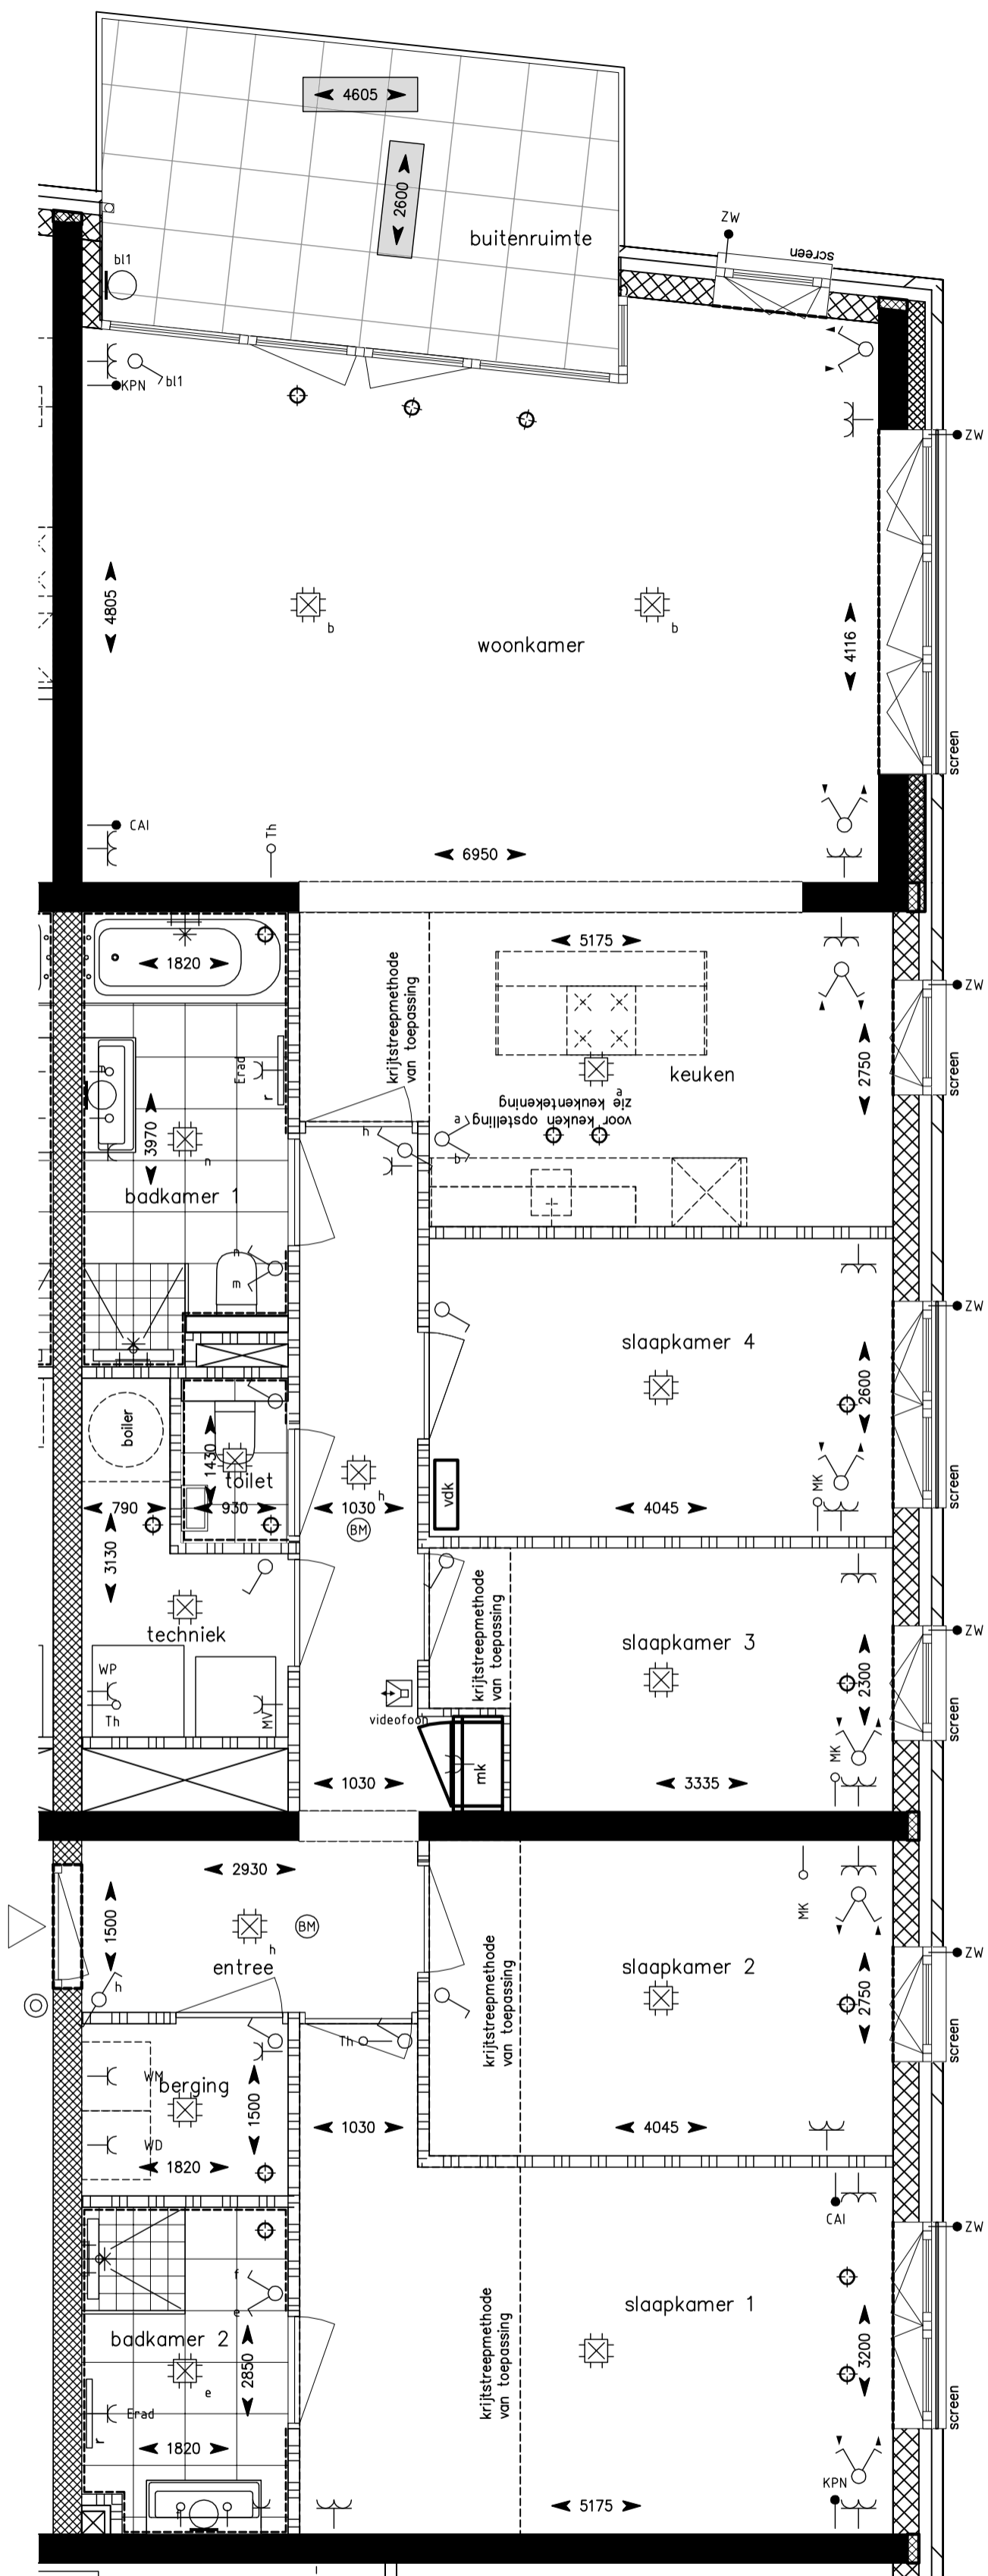 4605
2600
buitenruimte
ZW
screen
bl1
KPN
bl1
ZW
4805
b
b
woonkamer
4116
screen
CAI
Th
6950
1820
krijtstreepmethode
van toepassing
5175
ZW
Erad
r
2750
screen
keuken
a
voor keuken opstelling
zie keukentekening
3970
n
badkamer 1
h
a
b
n
m
ZW
slaapkamer 4
2600
boiler
1430
toilet
h
vdk
MK
screen
790
930
1030
4045
BM
3130
techniek
krijtstreepmethode
van toepassing
slaapkamer 3
ZW
2300
screen
WP
Th
MV
videofoon
mk
MK
1030
3335
2930
1500
BM
h
h
entree
MK
krijtstreepmethode
van toepassing
slaapkamer 2
ZW
2750
screen
Th
WM
berging
1500
WD
1820
1030
4045
CAI
ZW
f
e
badkamer 2
2850
e
Erad
r
1820
krijtstreepmethode
van toepassing
slaapkamer 1
3200
screen
KPN
5175